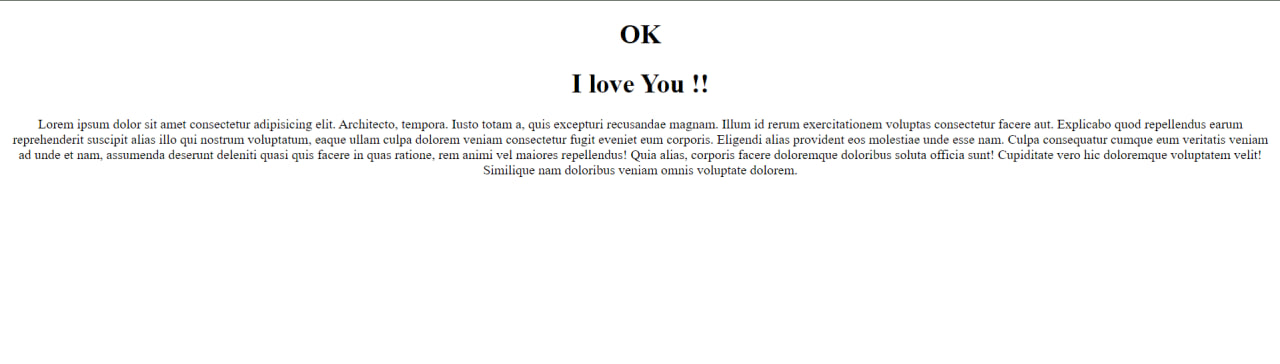 OK
I love You !!
Lorem ipsum dolor sit amet consectetur adipisicing elit. Architecto, tempora. Iusto totam a, quis excepturi recusandae magnam. Illum id rerum exercitationem voluptas consectetur facere aut. Explicabo quod repellendus earum
reprehenderit suscipit alias illo qui nostrum voluptatum, eaque ullam culpa dolorem veniam consectetur fugit eveniet eum corporis. Eligendi alias provident eos molestiae unde esse nam. Culpa consequatur cumque eum veritatis veniam
ad unde et nam, assumenda deserunt deleniti quasi quis facere in quas ratione, rem animi vel maiores repellendus! Quia alias, corporis facere doloremque doloribus soluta officia sunt! Cupiditate vero hic doloremque voluptatem velit!
Similique nam doloribus veniam omnis voluptate dolorem.